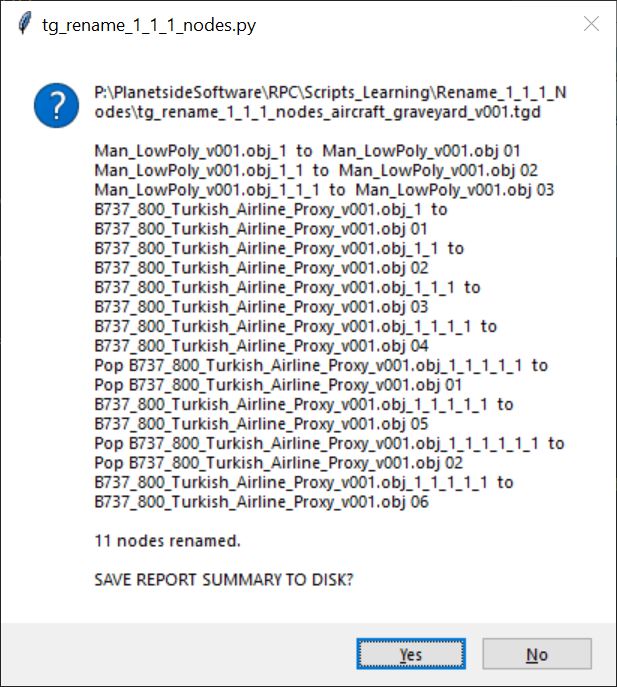 tg_rename_1_1_1_nodes.py
P:\PlanetsideSoftware\RPC\Scripts_Learning\Rename_1_1_1_N
odes\tg_rename_1_1_1_nodes_aircraft_graveyard_v001.tgd
Man_LowPoly_v001.obj_1 to Man_LowPoly_v001.obj 01
Man_LowPoly_v001.obj_1_1 to Man_LowPoly_v001.obj 02
Man_LowPoly_v001.obj_1_1_1 to Man_LowPoly_v001.obj 03
B737_800_Turkish_Airline_Proxy_v001.obj_1 to
B737_800_Turkish_Airline_Proxy_v001.obj 01
B737_800_Turkish_Airline_Proxy_v001.obj_1_1 to
B737_800_Turkish_Airline_Proxy_v001.obj 02
B737_800_Turkish_Airline_Proxy_v001.obj_1_1_1 to
B737_800_Turkish_Airline_Proxy_v001.obj 03
B737_800_Turkish_Airline_Proxy_v001.obj_1_1_1_1 to
B737_800_Turkish_Airline_Proxy_v001.obj 04
Pop B737_800_Turkish_Airline_Proxy_v001.obj_1_1_1_1_1 to
Pop B737_800_Turkish_Airline_Proxy_v001.obj 01
B737_800_Turkish_Airline_Proxy_v001.obj_1_1_1_1_1 to
B737_800_Turkish_Airline_Proxy_v001.obj 05
Pop B737_800_Turkish_Airline_Proxy_v001.obj_1_1_1_1_1_1 to
Pop B737_800_Turkish_Airline_Proxy_v001.obj 02
B737_800_Turkish_Airline_Proxy_v001.obj_1_1_1_1_1 to
B737_800_Turkish_Airline_Proxy_v001.obj 06
11 nodes renamed.
SAVE REPORT SUMMARY TO DISK?
Yes
No